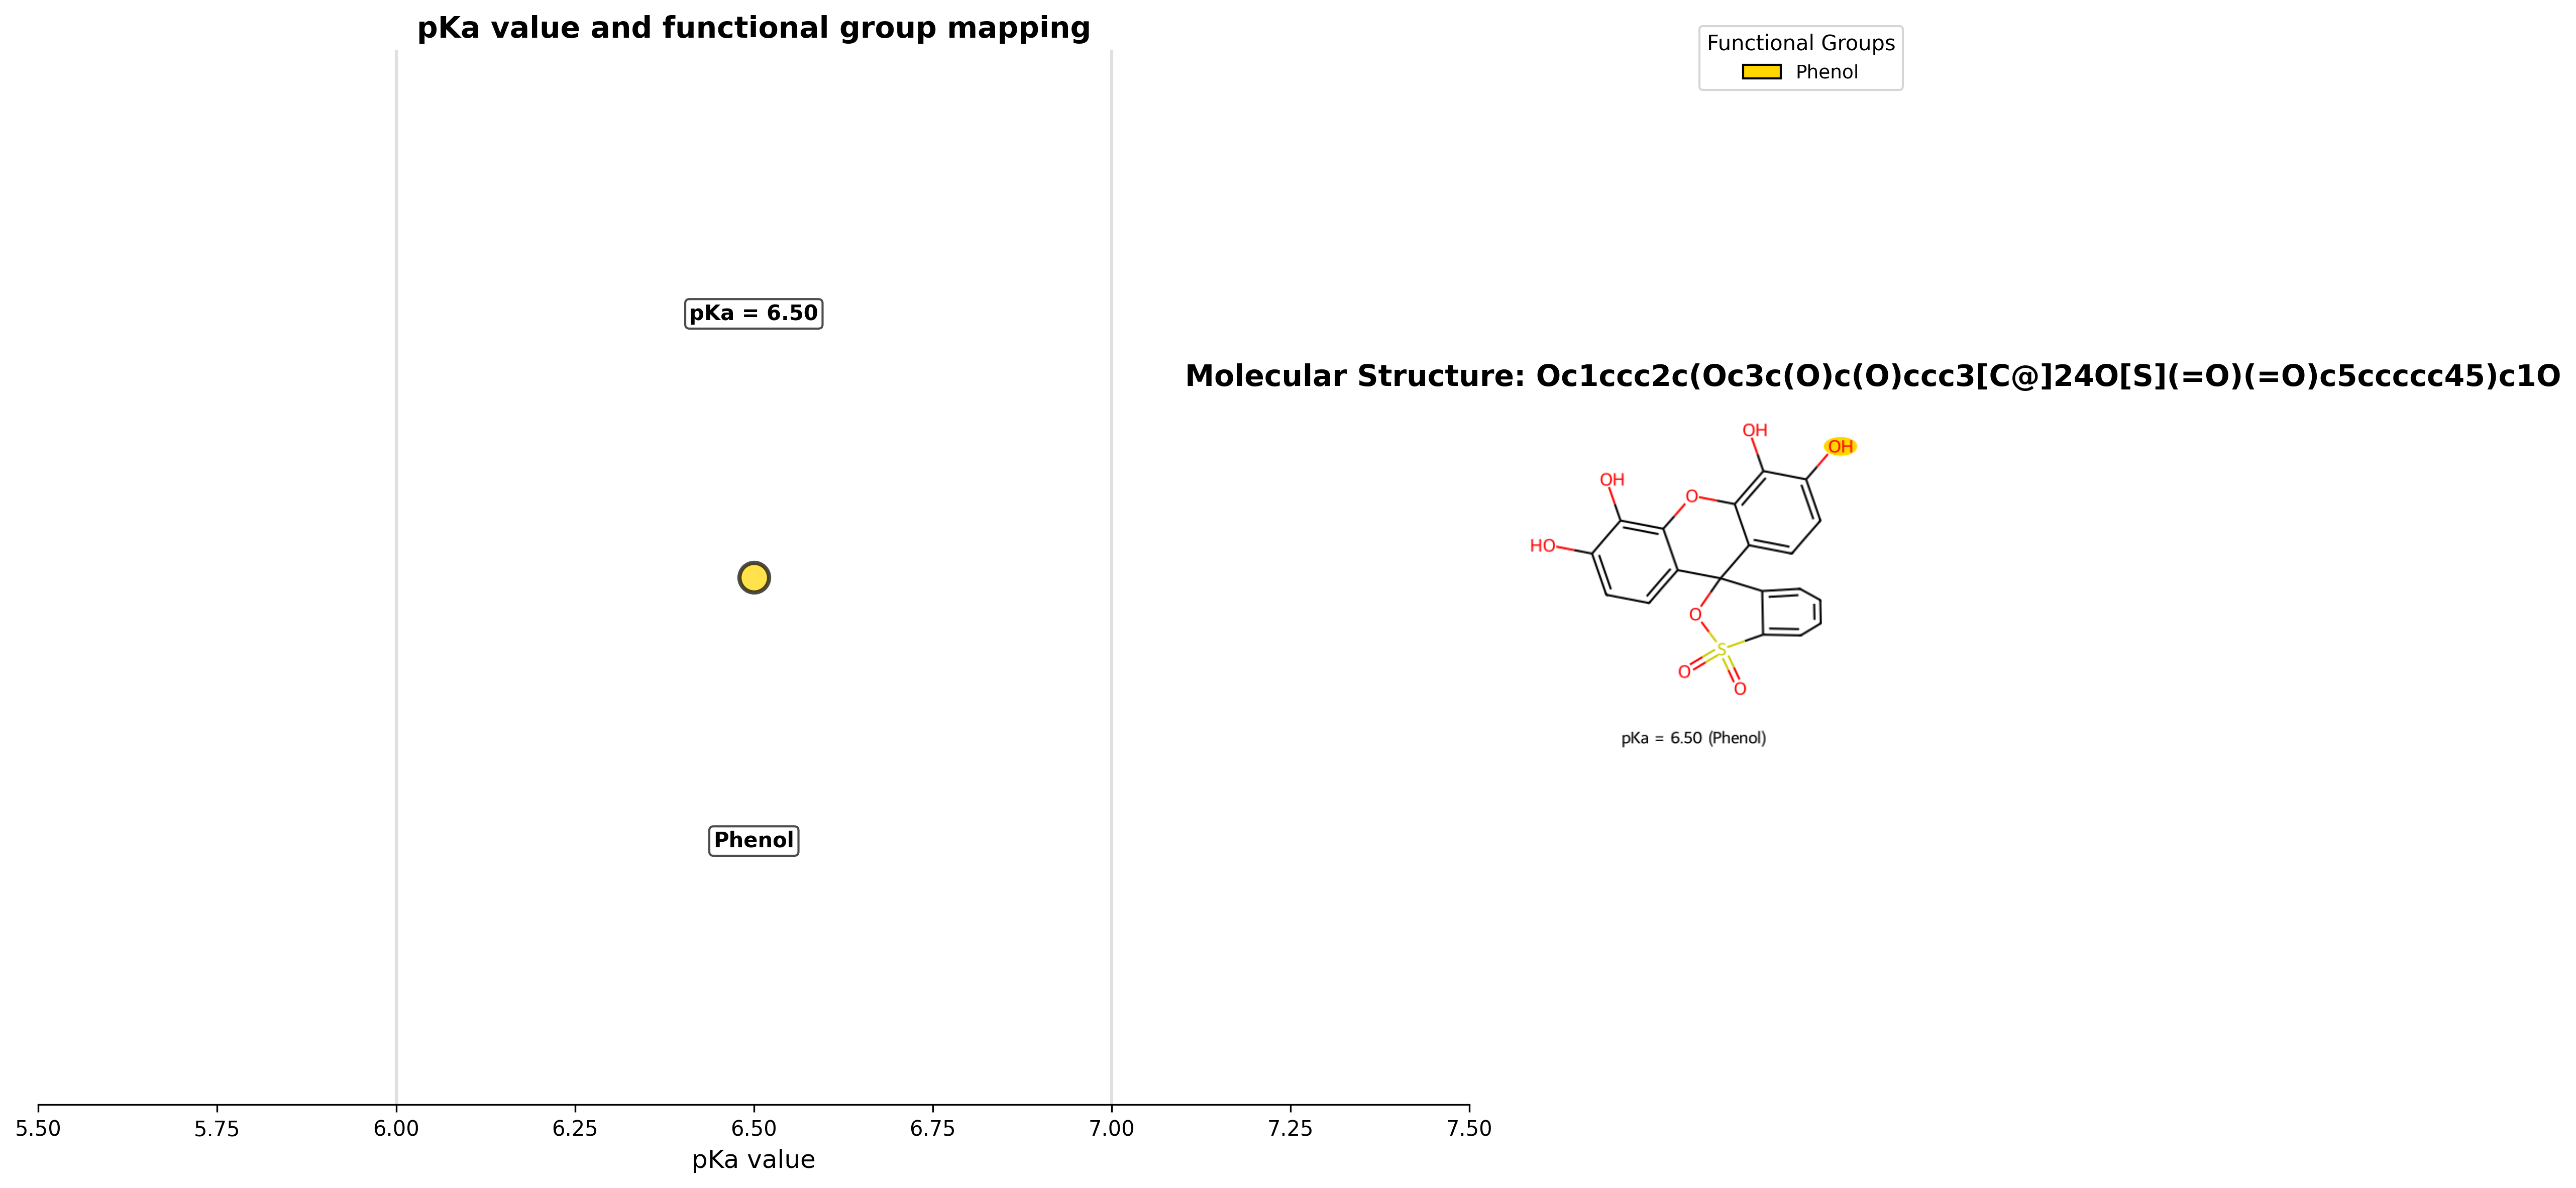 pKa value and functional group mapping
pKa = 6.50
Phenol
5.50 5.75 6.00 6.25 6.50 6.75 7.00 7.25 7.50
pKa value
Functional Groups
Phenol
Molecular Structure: Oc1ccc2c(Oc3c(O)c(O)ccc3[C@]24O[S](=O)(=O)c5ccccc45)c1O
OH
OH
OH
O
HO
O
S
O
O
pKa = 6.50 (Phenol)